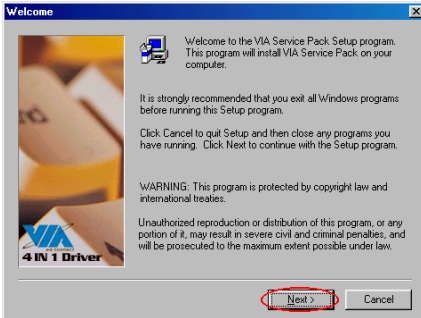 Welcome
Welcome to the VIA Service Pack Setup program.
This program will install VIA Service Pack on your
computer.
It is strongly recommended that you exit all Windows programs
before running this Setup program.
Click Cancel to quit Setup and then close any programs you
have running. Click Next to continue with the Setup program.
WARNING: This program is protected by copyright law and
international treaties.
Unauthorized reproduction or distribution of this program, or any
portion of it, may result in severe civil and criminal penalties, and
will be prosecuted to the maximum extent possible under law.
VIA
we connect
4 IN 1 Driver
Next >
Cancel